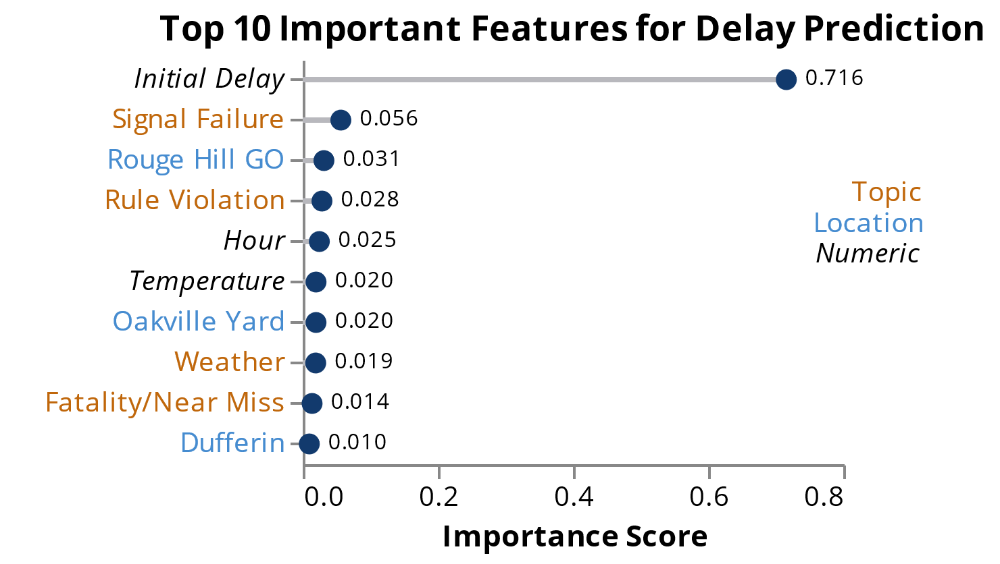 Top 10 Important Features for Delay Prediction
Initial Delay 0.716
Signal Failure 0.056
Rouge Hill GO 0.031
Rule Violation 0.028
Hour 0.025
Temperature 0.020
Oakville Yard 0.020
Weather 0.019
Fatality/Near Miss 0.014
Dufferin 0.010
Topic
Location
Numeric
0.0 0.2 0.4 0.6 0.8
Importance Score